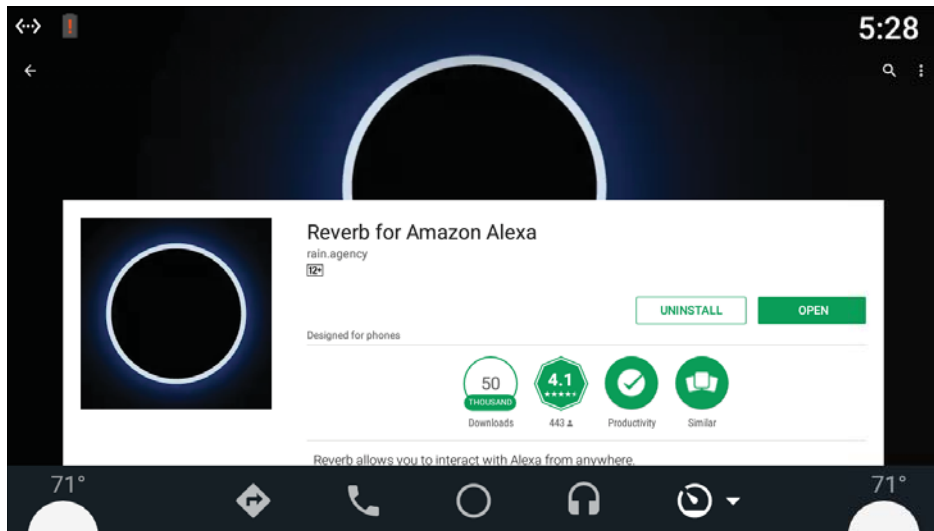 5:28
Reverb for Amazon Alexa
rain.agency
12+
UNINSTALL OPEN
Designed for phones
50
THOUSAND
4.1
Downloads 443 Productivity Similar
Reverb allows you to interact with Alexa from anywhere.
71° 71°